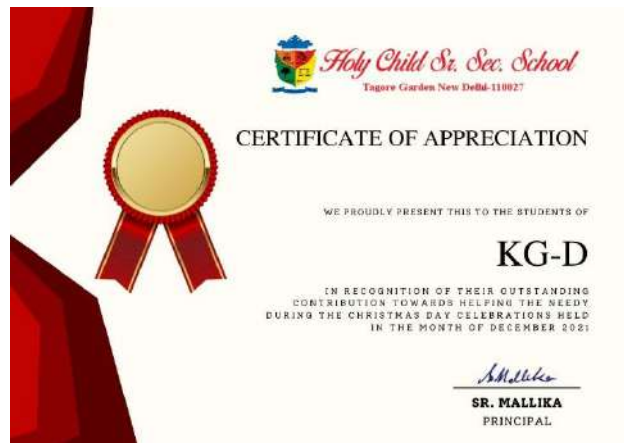 Holy Child Sr. Sec. School
Tagore Garden New Delhi-110027
CERTIFICATE OF APPRECIATION
WE PROUDLY PRESENT THIS TO THE STUDENTS OF
KG-D
IN RECOGNITION OF THEIR OUTSTANDING
CONTRIBUTION TOWARDS HELPING THE NEEDY
DURING THE CHRISTMAS DAY CELEBRATIONS HELD
IN THE MONTH OF DECEMBER 2021
S.Mallika
SR. MALLIKA
PRINCIPAL